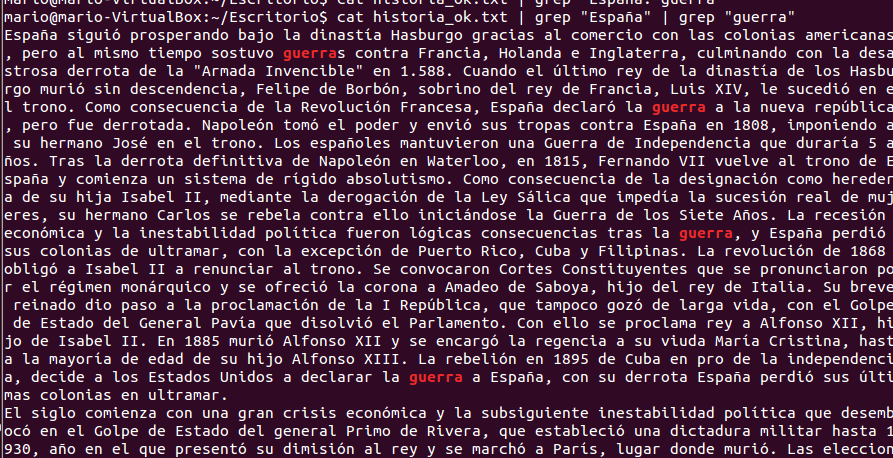 mario@mario-VirtualBox:~/Escritorio$ cat historia_ok.txt | grep "España. guerra
mario@mario-VirtualBox:~/Escritorio$ cat historia_ok.txt | grep "España" | grep "guerra"
España siguió prosperando bajo la dinastía Hasburgo gracias al comercio con las colonias americanas
, pero al mismo tiempo sostuvo guerras contra Francia, Holanda e Inglaterra, culminando con la desa
strosa derrota de la "Armada Invencible" en 1.588. Cuando el último rey de la dinastía de los Hasbu
rgo murió sin descendencia, Felipe de Borbón, sobrino del rey de Francia, Luis XIV, le sucedió en e
l trono. Como consecuencia de la Revolución Francesa, España declaró la guerra a la nueva república
, pero fue derrotada. Napoleón tomó el poder y envió sus tropas contra España en 1808, imponiendo a
su hermano José en el trono. Los españoles mantuvieron una Guerra de Independencia que duraría 5 a
ños. Tras la derrota definitiva de Napoleón en Waterloo, en 1815, Fernando VII vuelve al trono de E
spaña y comienza un sistema de rígido absolutismo. Como consecuencia de la designación como hereder
a de su hija Isabel II, mediante la derogación de la Ley Sálica que impedía la sucesión real de muj
eres, su hermano Carlos se rebela contra ello iniciándose la Guerra de los Siete Años. La recesión
económica y la inestabilidad política fueron lógicas consecuencias tras la guerra, y España perdió
sus colonias de ultramar, con la excepción de Puerto Rico, Cuba y Filipinas. La revolución de 1868
obligó a Isabel II a renunciar al trono. Se convocaron Cortes Constituyentes que se pronunciaron po
r el régimen monárquico y se ofreció la corona a Amadeo de Saboya, hijo del rey de Italia. Su breve
reinado dio paso a la proclamación de la I República, que tampoco gozó de larga vida, con el Golpe
de Estado del General Pavía que disolvió el Parlamento. Con ello se proclama rey a Alfonso XII, hi
jo de Isabel II. En 1885 murió Alfonso XII y se encargó la regencia a su viuda María Cristina, hast
a la mayoría de edad de su hijo Alfonso XIII. La rebelión en 1895 de Cuba en pro de la independenci
a, decide a los Estados Unidos a declarar la guerra a España, con su derrota España perdió sus últi
mas colonias en ultramar.
El siglo comienza con una gran crisis económica y la subsiguiente inestabilidad política que desemb
ocó en el Golpe de Estado del general Primo de Rivera, que estableció una dictadura militar hasta 1
930, año en el que presentó su dimisión al rey y se marchó a París, lugar donde murió. Las eleccion